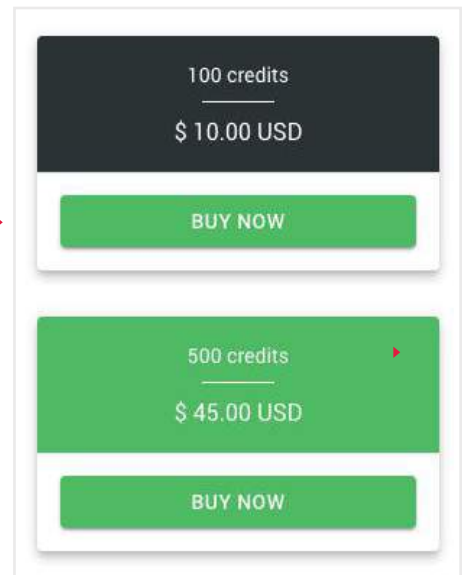 100 credits
$ 10.00 USD
BUY NOW
500 credits
$ 45.00 USD
BUY NOW